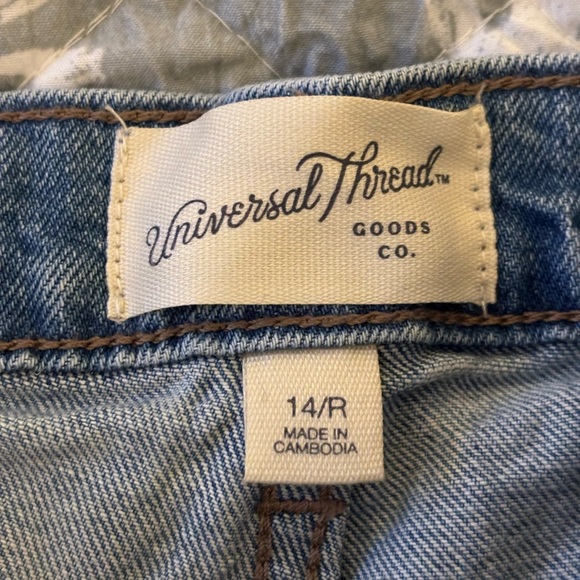 Universal Thread™
GOODS
CO.
14/R
MADE IN
CAMBODIA